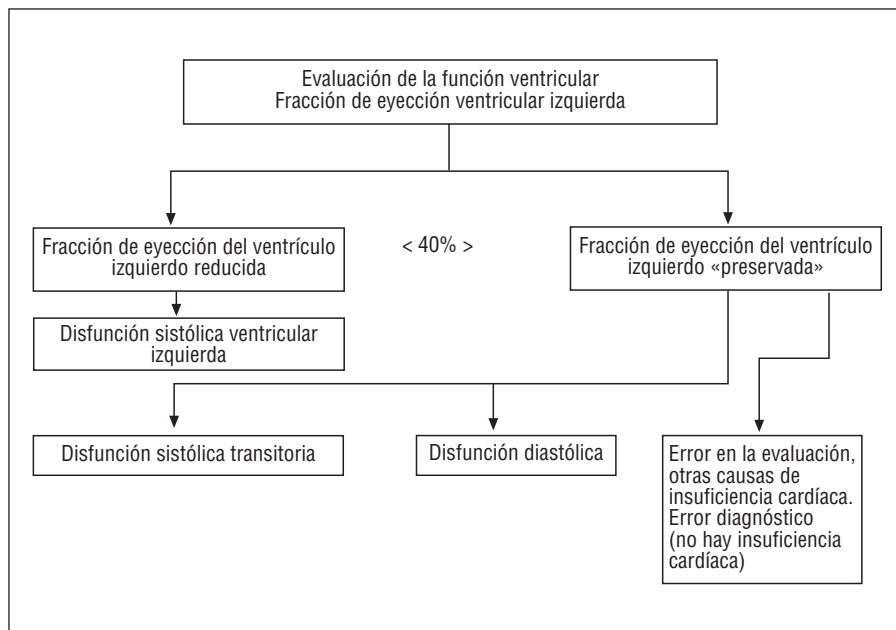 Evaluación de la función ventricular
Fracción de eyección ventricular izquierda
Fracción de eyección del ventrículo
izquierdo reducida
< 40% >
Fracción de eyección del ventrículo
izquierdo «preservada»
Disfunción sistólica ventricular
izquierda
Disfunción sistólica transitoria
Disfunción diastólica
Error en la evaluación,
otras causas de
insuficiencia cardíaca.
Error diagnóstico
(no hay insuficiencia
cardíaca)